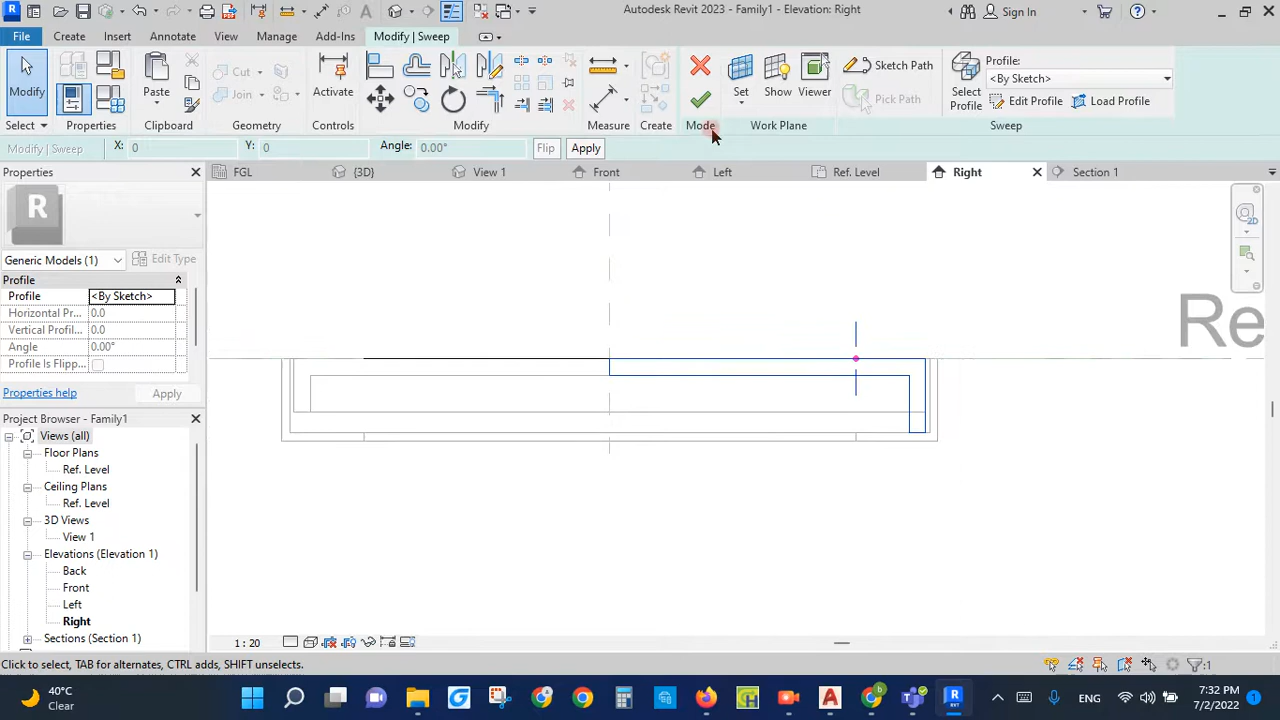 Autodesk Revit 2023 - Family1 - Elevation: Right
Sign In
File Create Insert Annotate View Manage Add-Ins Modify | Sweep
Modify Paste Cut Join Activate Set Show Viewer Sketch Path Pick Path
Select Profile
Profile:
<By Sketch>
Edit Profile Load Profile
Select Properties Clipboard Geometry Controls Modify Measure Create Mode Work Plane Sweep
Modify | Sweep X: 0 Y: 0 Angle: 0.00° Flip Apply
Properties
FGL {3D} View 1 Front Left Ref. Level Right Section 1
R
Generic Models (1) Edit Type
Profile
Profile <By Sketch>
Horizontal Pr... 0.0
Vertical Profil... 0.0
Angle 0.00°
Profile Is Flipp...
Properties help Apply
Re
Project Browser - Family1
Views (all)
Floor Plans
Ref. Level
Ceiling Plans
Ref. Level
3D Views
View 1
Elevations (Elevation 1)
Back
Front
Left
Right
Sections (Section 1)
1 : 20
Click to select, TAB for alternates, CTRL adds, SHIFT unselects.
:1
40°C
Clear
ENG
7:32 PM
7/2/2022